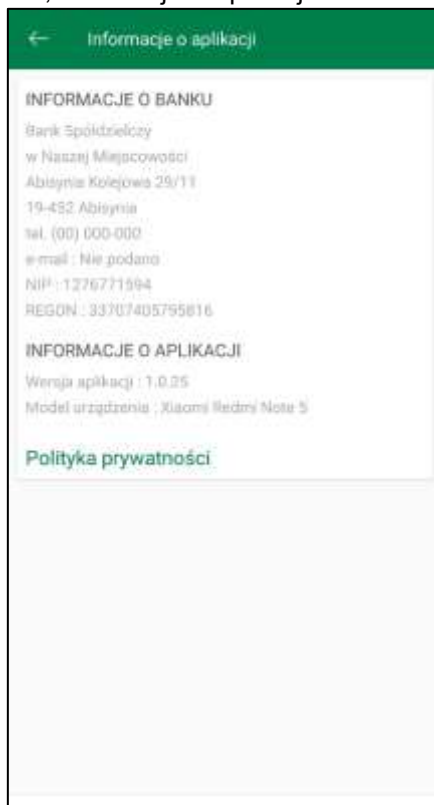 Informacje o aplikacji
INFORMACJE O BANKU
Bank Spółdzielczy
w Naszej Miejscowości
Abisynia Kolejowa 29/11
19-452 Abisynia
tel. (00) 000-000
e-mail : Nie podano
NIP : 1276771594
REGON : 33707405795816
INFORMACJE O APLIKACJI
Wersja aplikacji : 1.0.25
Model urządzenia : Xiaomi Redmi Note 5
Polityka prywatności